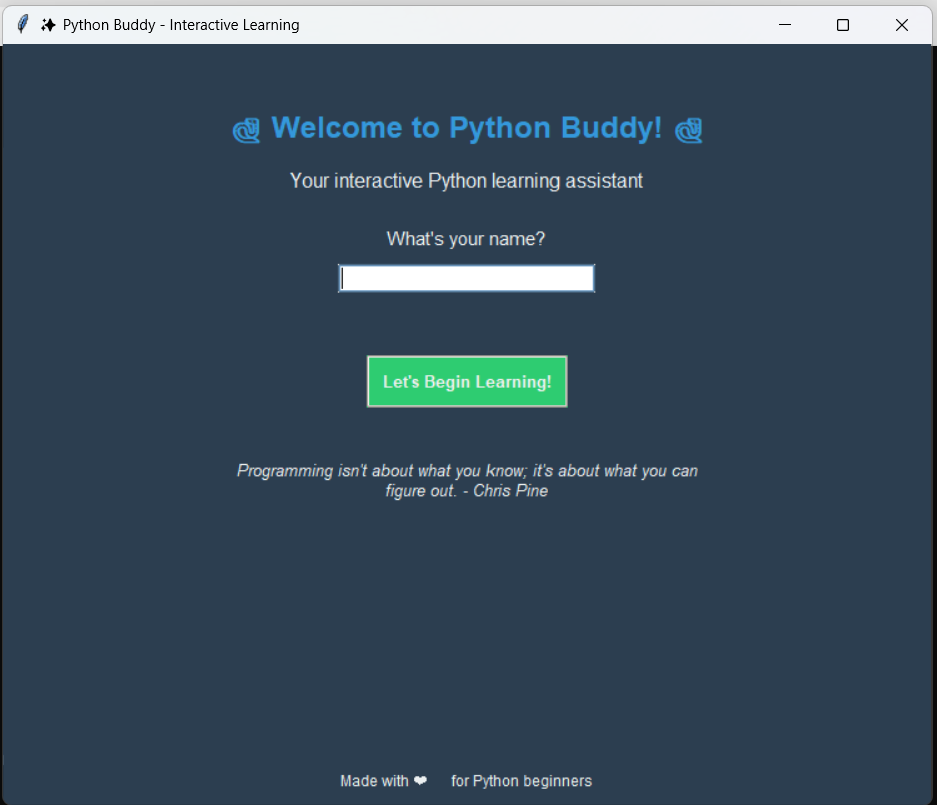 ✨ Python Buddy - Interactive Learning
🐍 Welcome to Python Buddy! 🐍
Your interactive Python learning assistant
What's your name?
Let's Begin Learning!
Programming isn't about what you know; it's about what you can
figure out. - Chris Pine
Made with ❤ for Python beginners